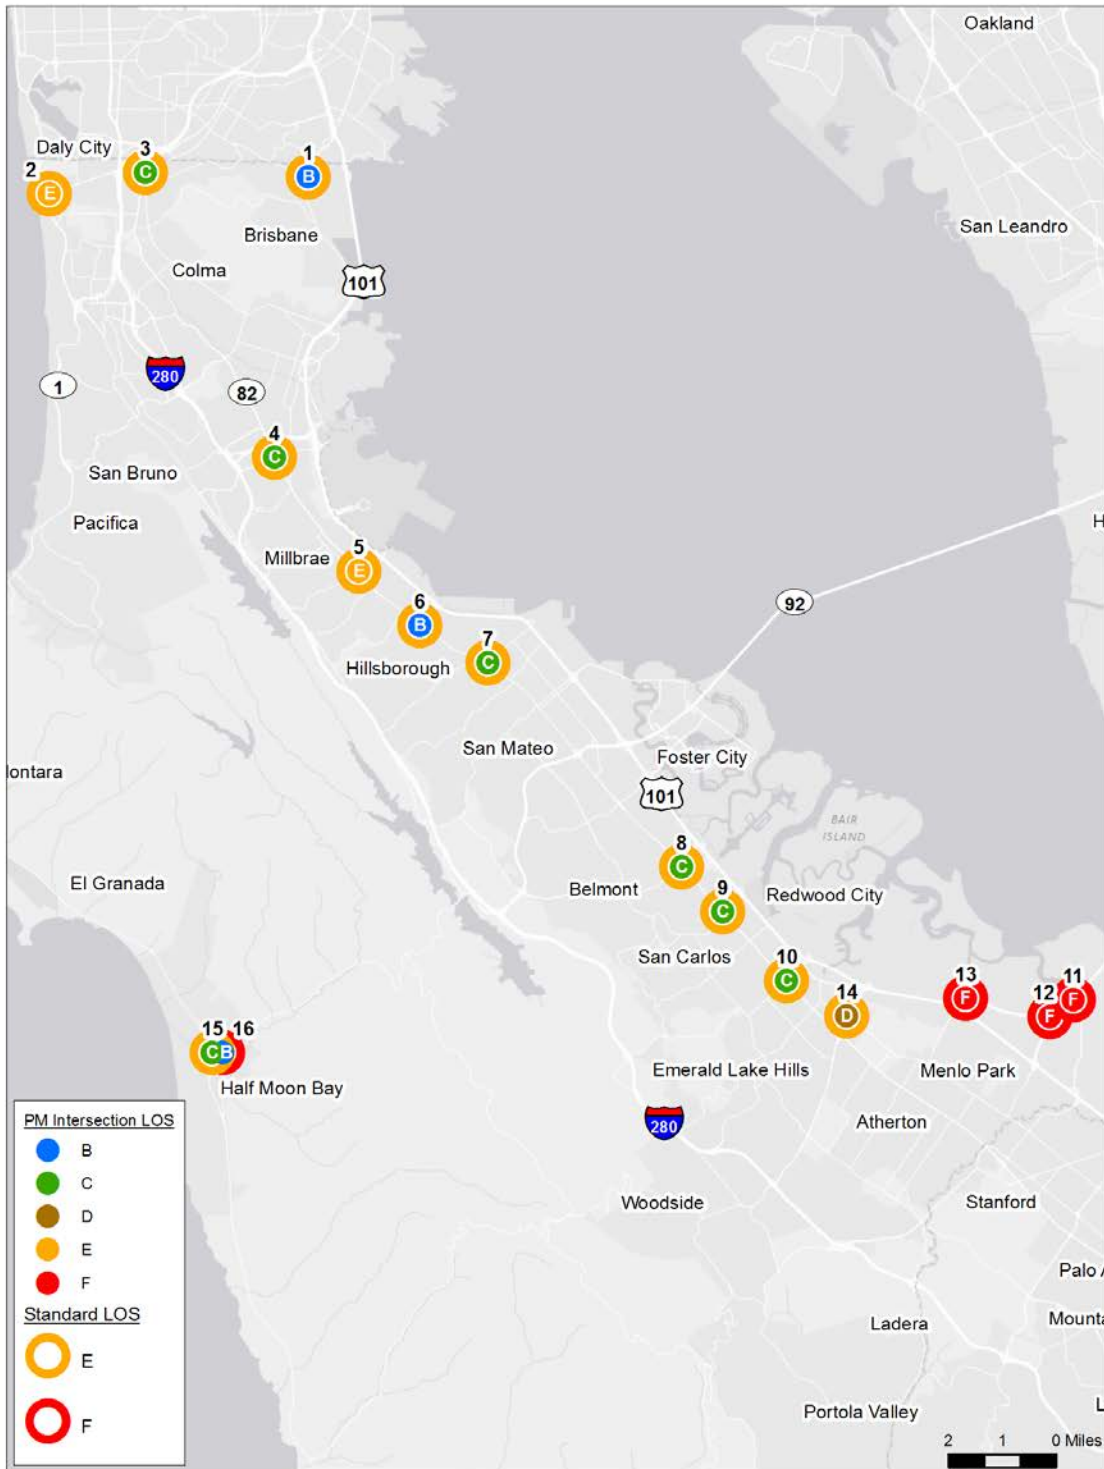 Oakland
Daly City
3
1
2
C
B
E
San Leandro
Brisbane
Colma
101
280
1
82
4
C
San Bruno
Pacifica
H
5
Millbrae
E
6
92
B
7
C
Hillsborough
San Mateo
Foster City
lontara
101
BAIR
ISLAND
8
C
El Granada
Belmont
9
Redwood City
C
San Carlos
10
C
13
14
12
11
F
F
F
D
15
16
C
B
Emerald Lake Hills
Menlo Park
Half Moon Bay
280
Atherton
PM Intersection LOS
B
C
D
E
F
Standard LOS
E
F
Woodside
Stanford
Palo A
Ladera
Mounta
L
Portola Valley
2 1 0 Miles